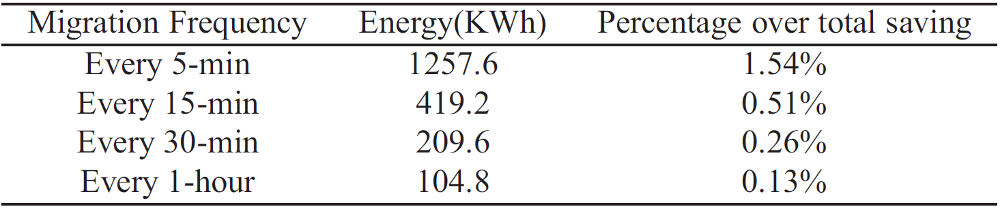 Migration Frequency Energy(KWh) Percentage over total saving
Every 5-min 1257.6 1.54%
Every 15-min 419.2 0.51%
Every 30-min 209.6 0.26%
Every 1-hour 104.8 0.13%